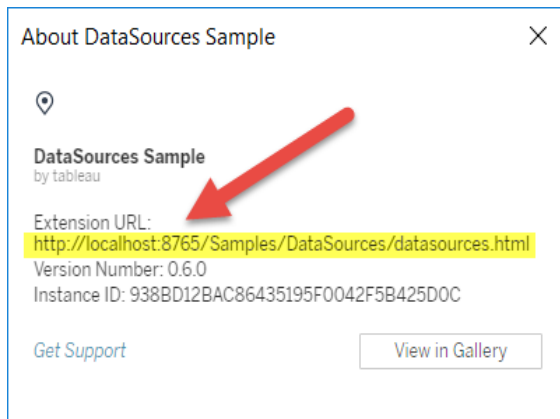 About DataSources Sample
DataSources Sample
by tableau
Extension URL:
http://localhost:8765/Samples/DataSources/datasources.html
Version Number: 0.6.0
Instance ID: 938BD12BAC86435195F0042F5B425D0C
Get Support
View in Gallery